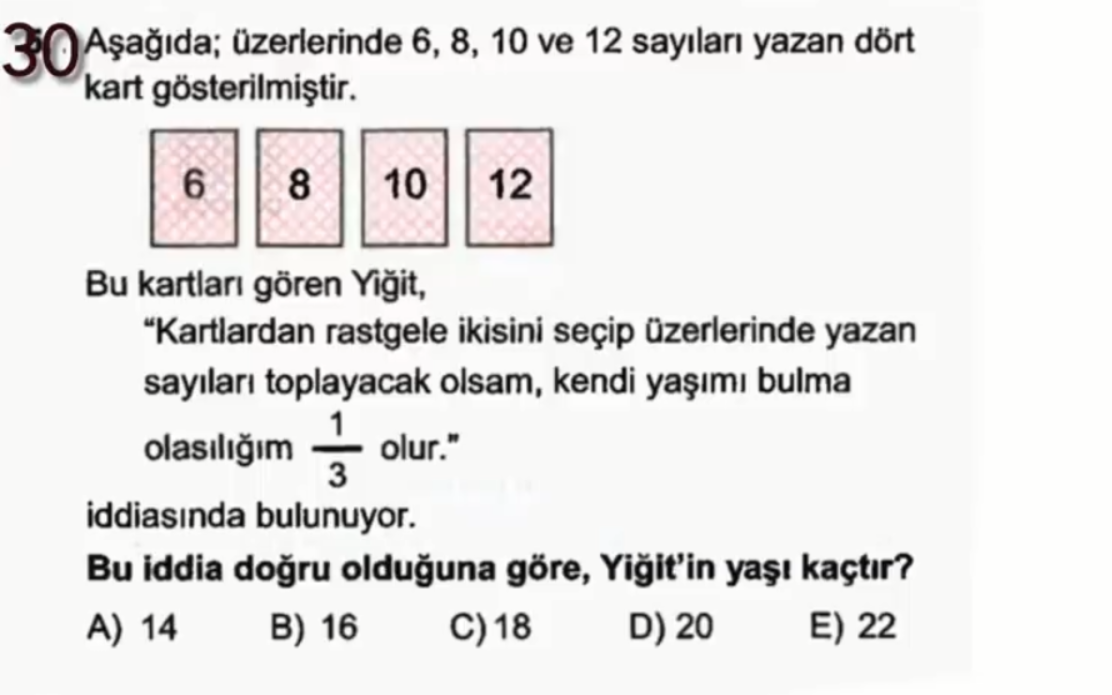 30 Aşağıda; üzerlerinde 6, 8, 10 ve 12 sayıları yazan dört
kart gösterilmiştir.
6 8 10 12
Bu kartları gören Yiğit,
"Kartlardan rastgele ikisini seçip üzerlerinde yazan
sayıları toplayacak olsam, kendi yaşımı bulma
olasılığım 1/3 olur."
iddiasında bulunuyor.
Bu iddia doğru olduğuna göre, Yiğit'in yaşı kaçtır?
A) 14 B) 16 C) 18 D) 20 E) 22